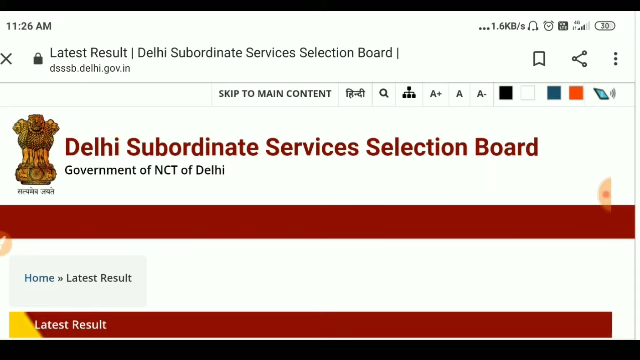 11:26 AM
1.6KB/s
30
Latest Result | Delhi Subordinate Services Selection Board |
dsssb.delhi.gov.in
SKIP TO MAIN CONTENT हिन्दी A+ A A-
Delhi Subordinate Services Selection Board
Government of NCT of Delhi
सत्यमेव जयते
Home » Latest Result
Latest Result